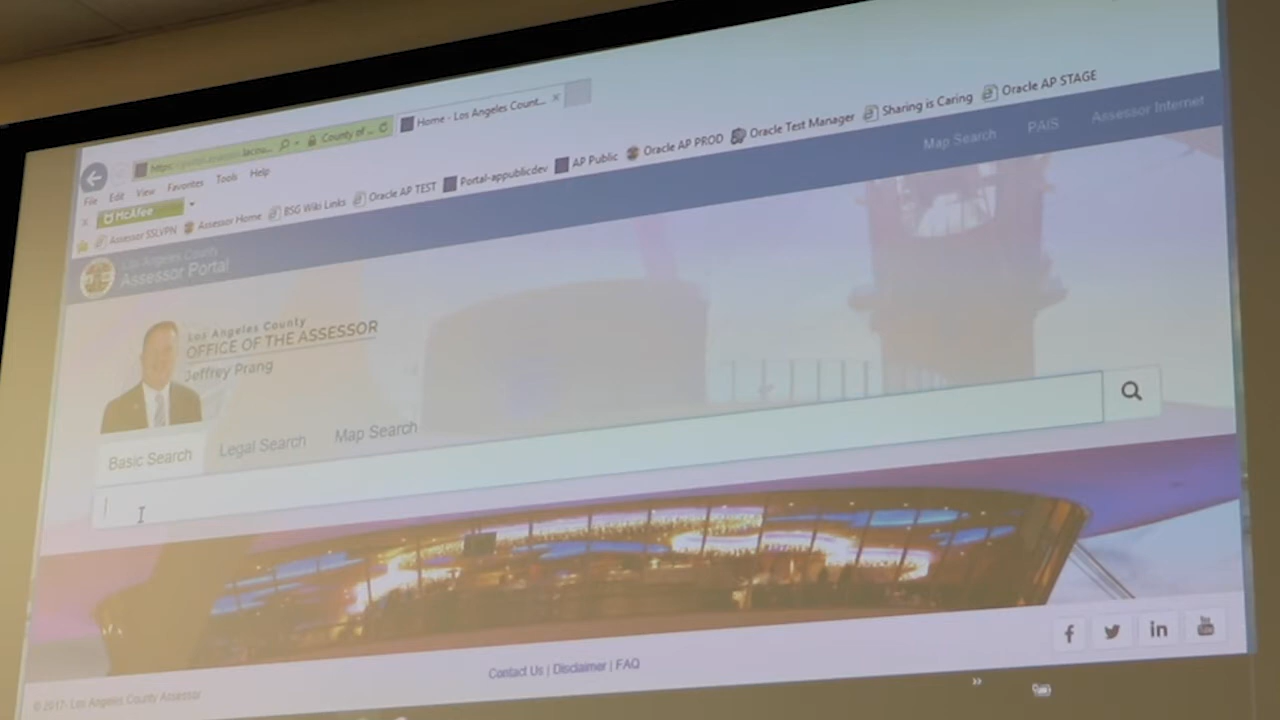 County of ...
Home - Los Angeles Count...
File Edit View Favorites Tools Help
McAfee
Assessor SSLVPN Assessor Home BSG Wiki Links Oracle AP TEST Portal-appublicdev AP Public Oracle AP PROD Oracle Test Manager Sharing is Caring Oracle AP STAGE
Map Search PAIS Assessor Internet
Los Angeles County
Assessor Portal
Los Angeles County
OFFICE OF THE ASSESSOR
Jeffrey Prang
Basic Search Legal Search Map Search
Contact Us | Disclaimer | FAQ
© 2017- Los Angeles County Assessor